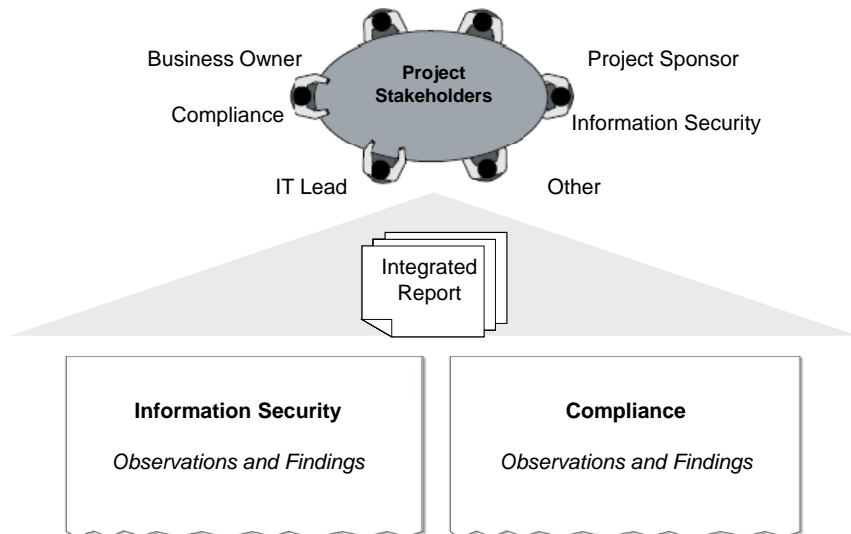 Business Owner
Project
Stakeholders
Project Sponsor
Compliance
Information Security
IT Lead
Other
Integrated
Report
Information Security
Observations and Findings
Compliance
Observations and Findings